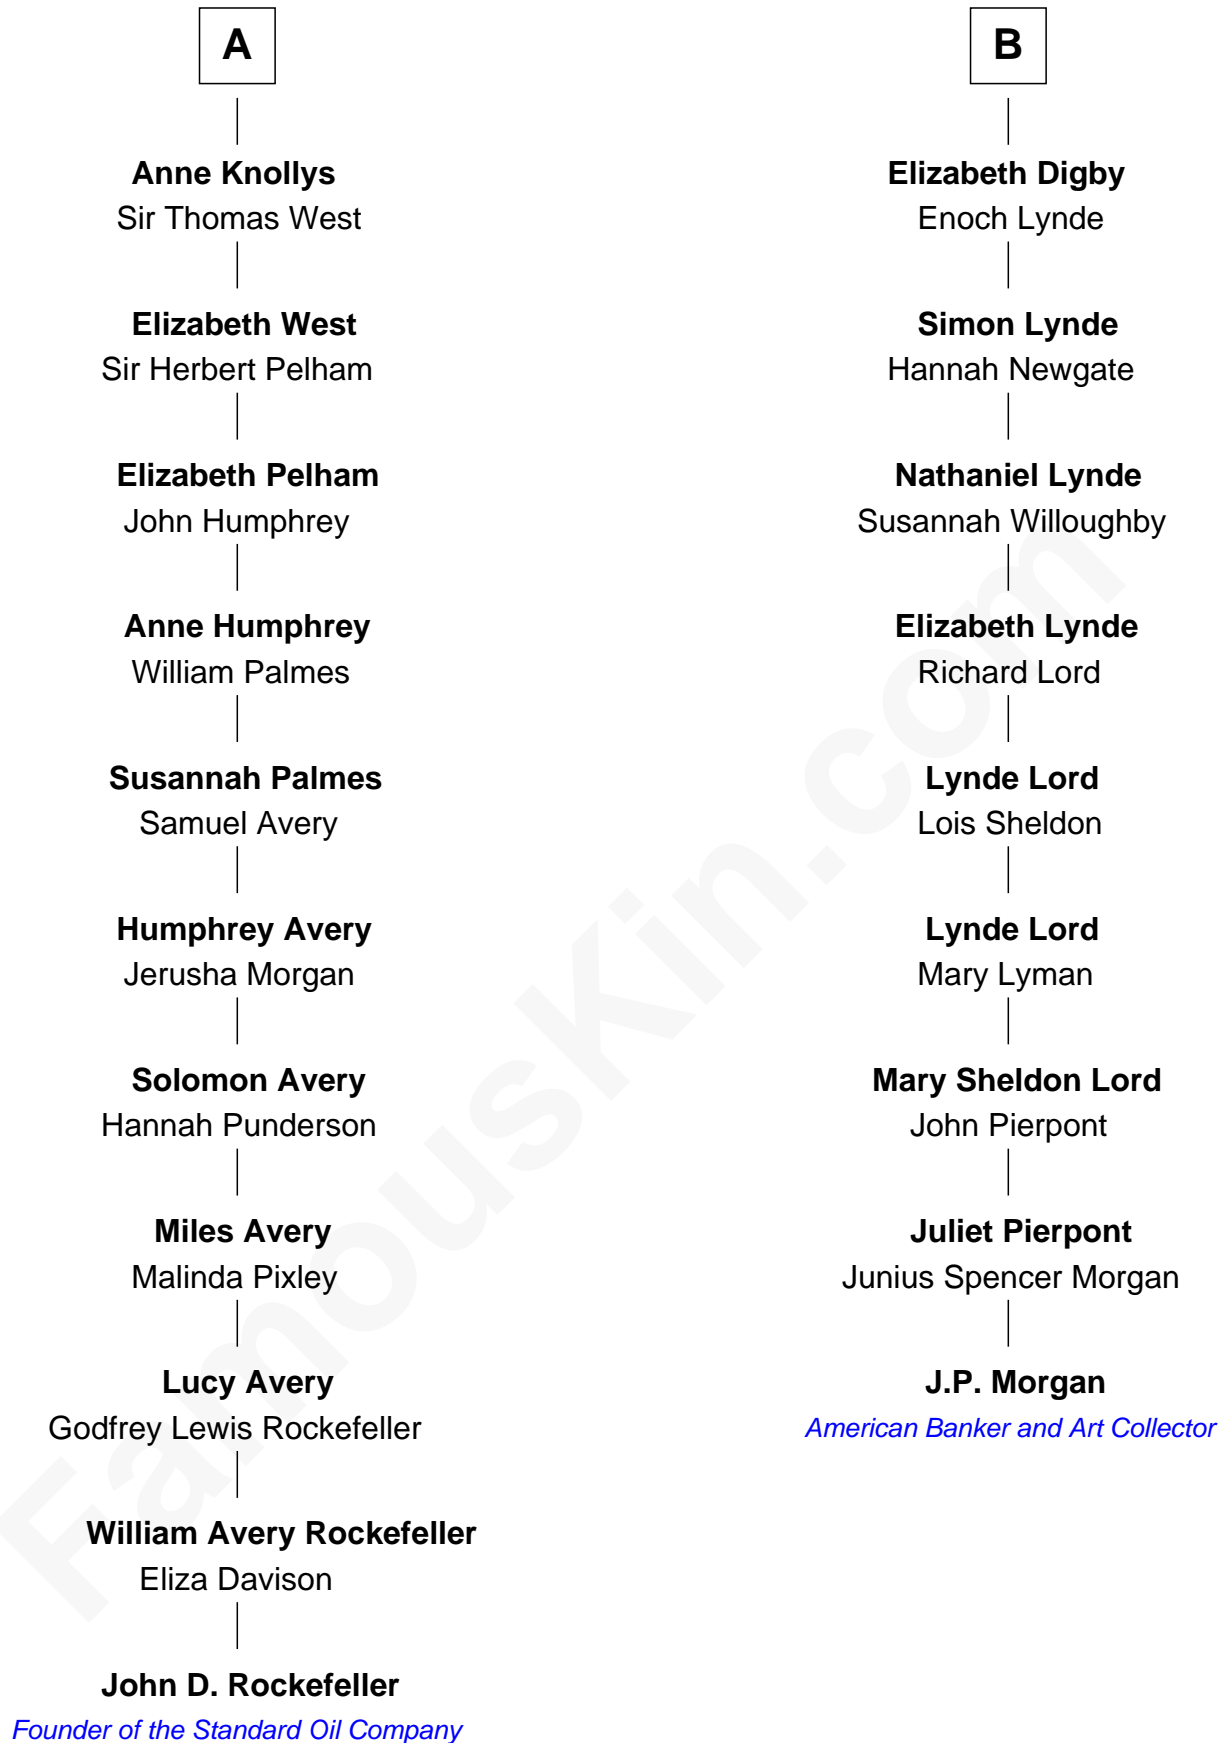 A
Anne Knollys
Sir Thomas West
Elizabeth West
Sir Herbert Pelham
Elizabeth Pelham
John Humphrey
Anne Humphrey
William Palmes
Susannah Palmes
Samuel Avery
Humphrey Avery
Jerusha Morgan
Solomon Avery
Hannah Punderson
Miles Avery
Malinda Pixley
Lucy Avery
Godfrey Lewis Rockefeller
William Avery Rockefeller
Eliza Davison
John D. Rockefeller
Founder of the Standard Oil Company
B
Elizabeth Digby
Enoch Lynde
Simon Lynde
Hannah Newgate
Nathaniel Lynde
Susannah Willoughby
Elizabeth Lynde
Richard Lord
Lynde Lord
Lois Sheldon
Lynde Lord
Mary Lyman
Mary Sheldon Lord
John Pierpont
Juliet Pierpont
Junius Spencer Morgan
J.P. Morgan
American Banker and Art Collector
FamousKin.com